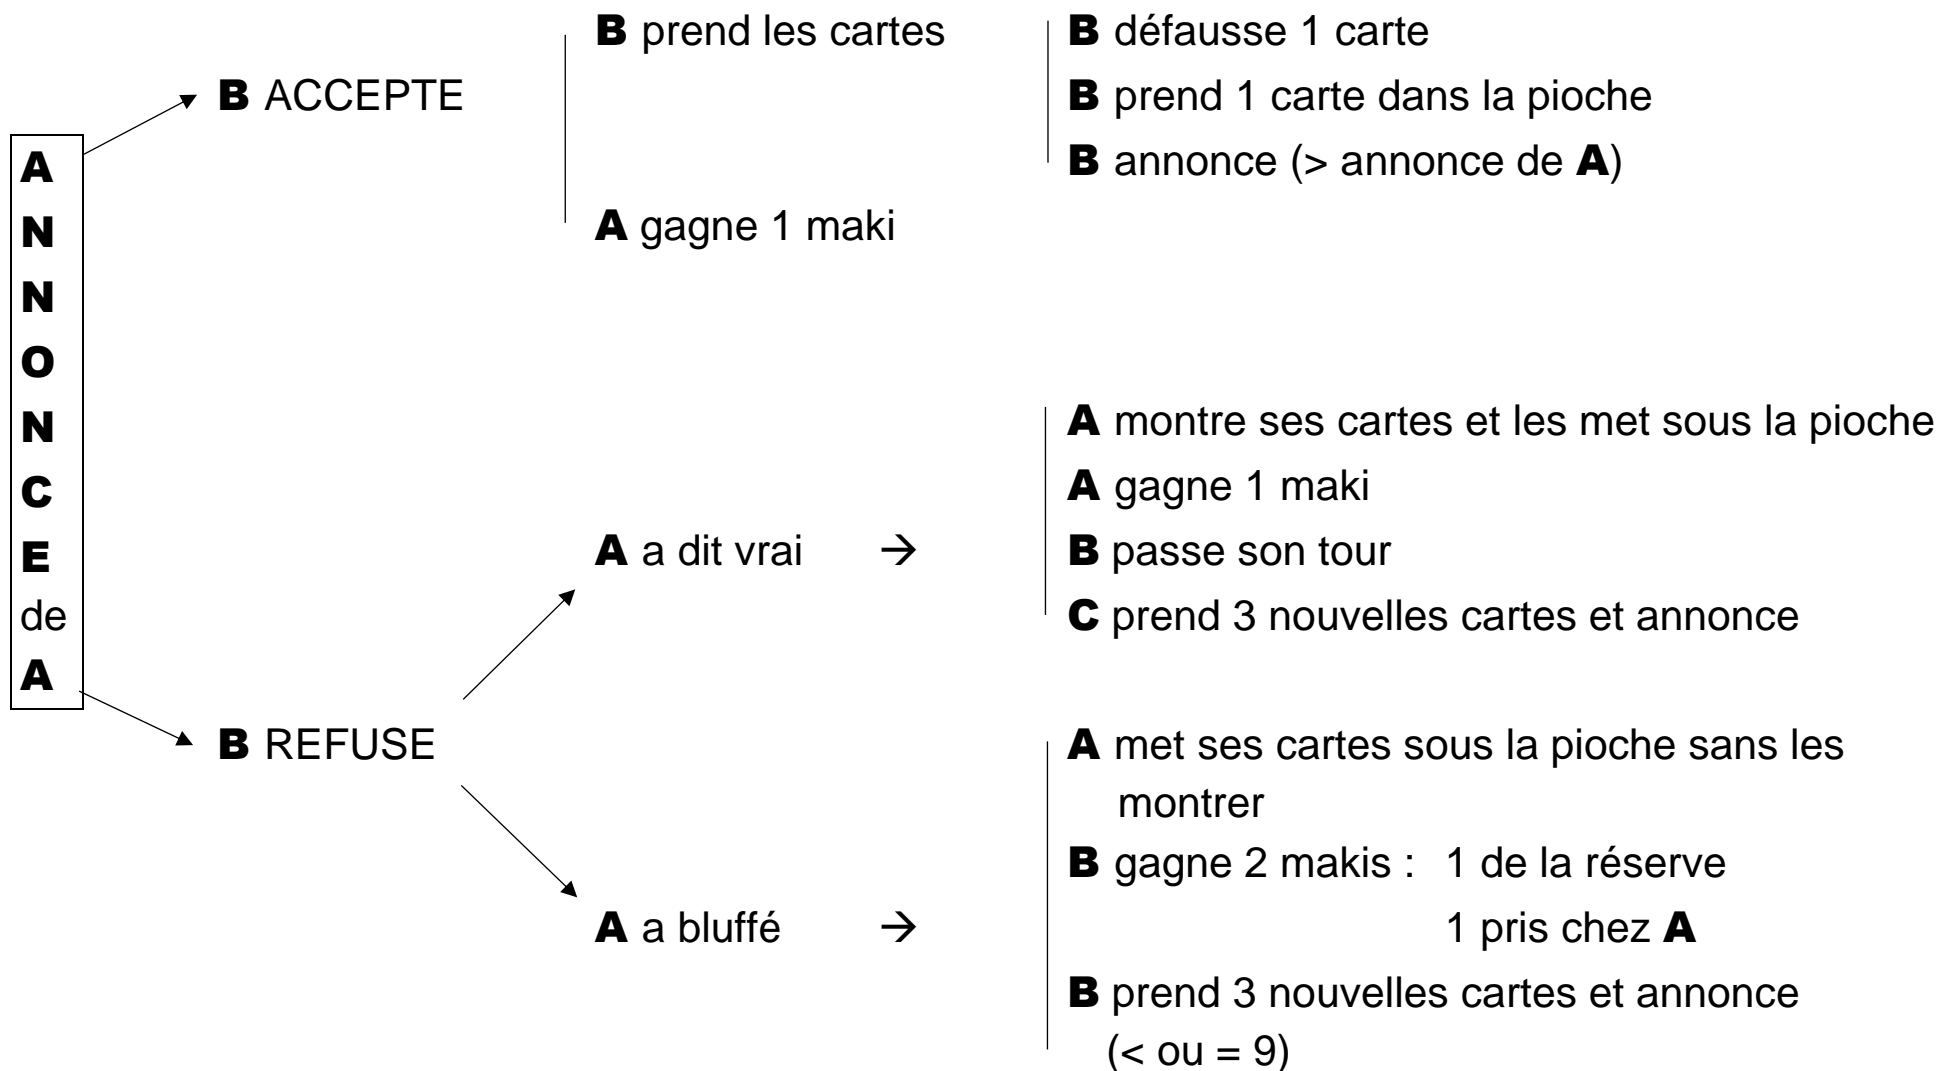 A
N
N
O
N
C
E
de
A
B ACCEPTE
B prend les cartes
A gagne 1 maki
B défausse 1 carte
B prend 1 carte dans la pioche
B annonce (> annonce de A)
B REFUSE
A a dit vrai →
A montre ses cartes et les met sous la pioche
A gagne 1 maki
B passe son tour
C prend 3 nouvelles cartes et annonce
A a bluffé →
A met ses cartes sous la pioche sans les
montrer
B gagne 2 makis : 1 de la réserve
1 pris chez A
B prend 3 nouvelles cartes et annonce
(< ou = 9)